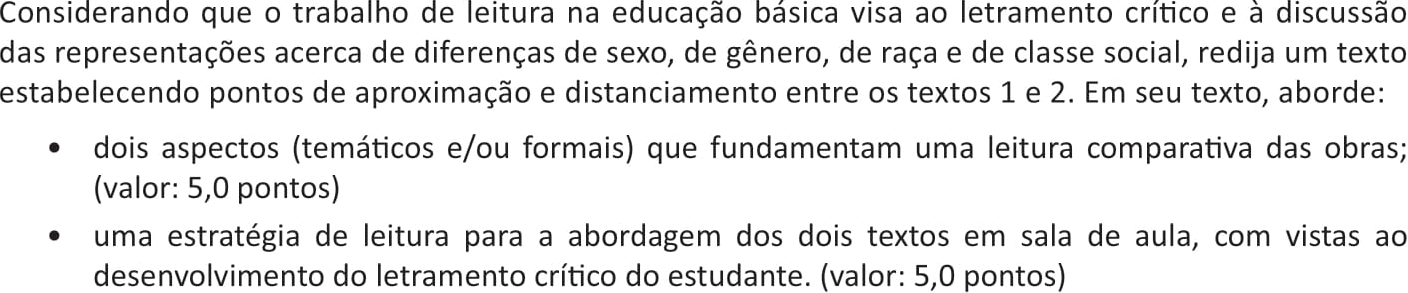 Considerando que o trabalho de leitura na educação básica visa ao letramento crítico e à discussão
das representações acerca de diferenças de sexo, de gênero, de raça e de classe social, redija um texto
estabelecendo pontos de aproximação e distanciamento entre os textos 1 e 2. Em seu texto, aborde:
• dois aspectos (temáticos e/ou formais) que fundamentam uma leitura comparativa das obras;
(valor: 5,0 pontos)
• uma estratégia de leitura para a abordagem dos dois textos em sala de aula, com vistas ao
desenvolvimento do letramento crítico do estudante. (valor: 5,0 pontos)